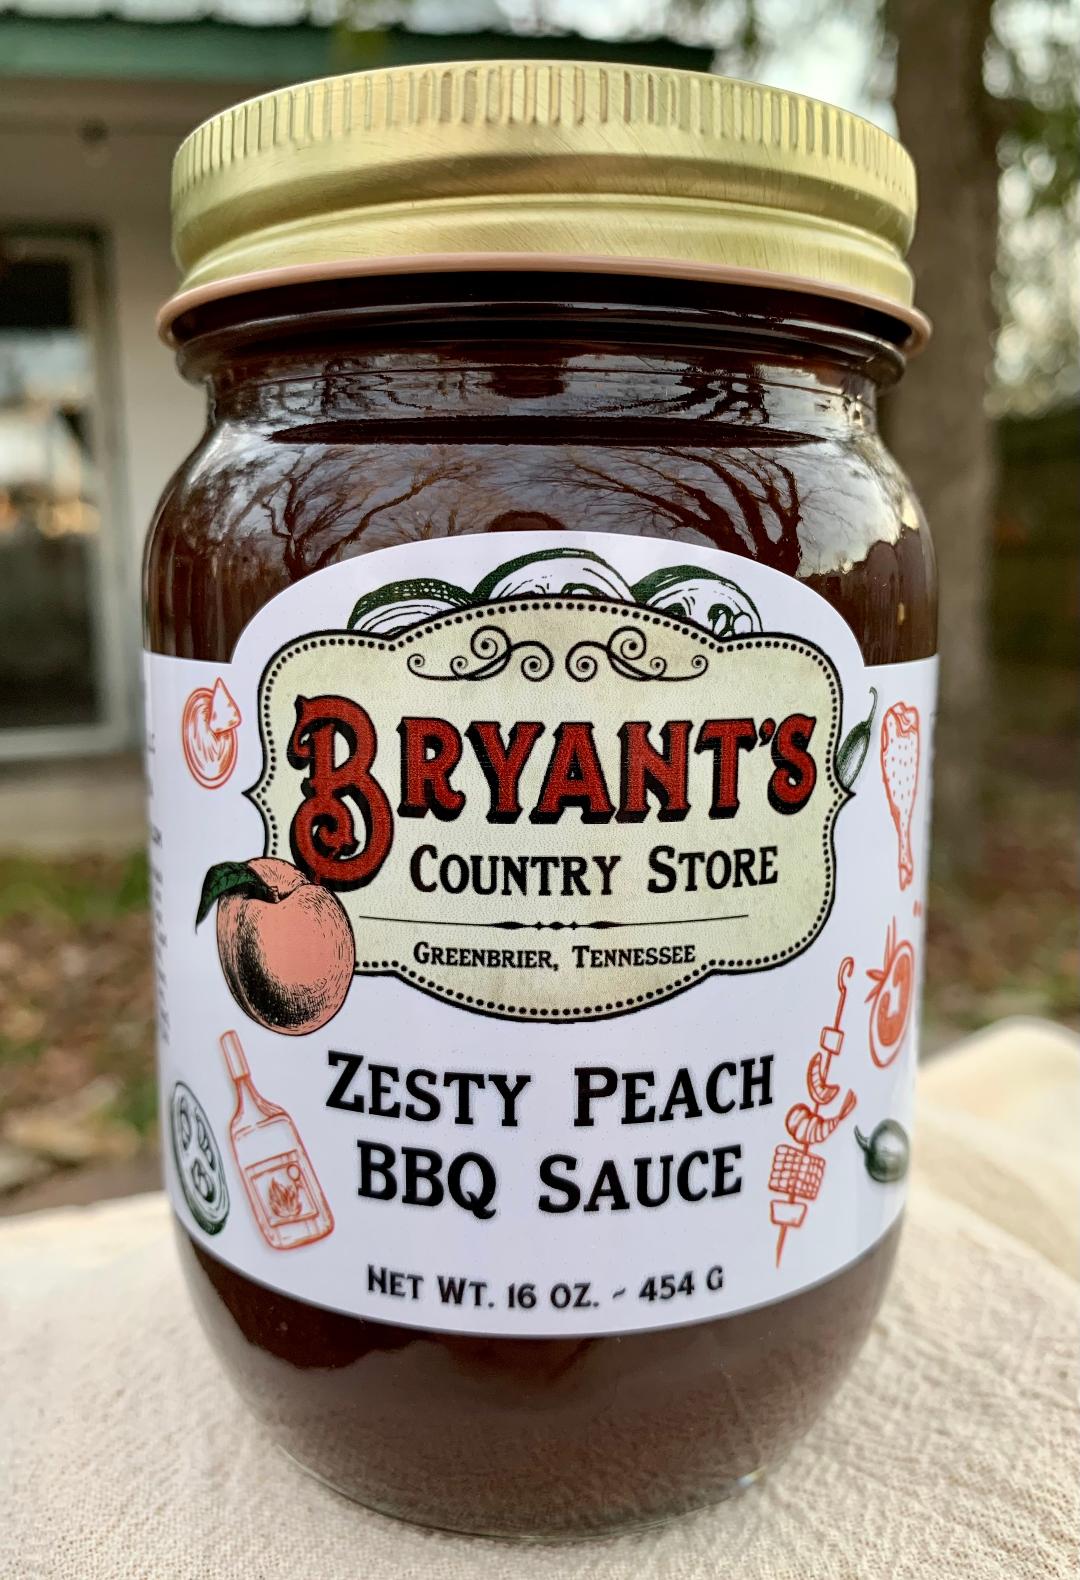 BRYANT'S
COUNTRY STORE
GREENBRIER, TENNESSEE
ZESTY PEACH
BBQ SAUCE
NET WT. 16 OZ. ~ 454 G